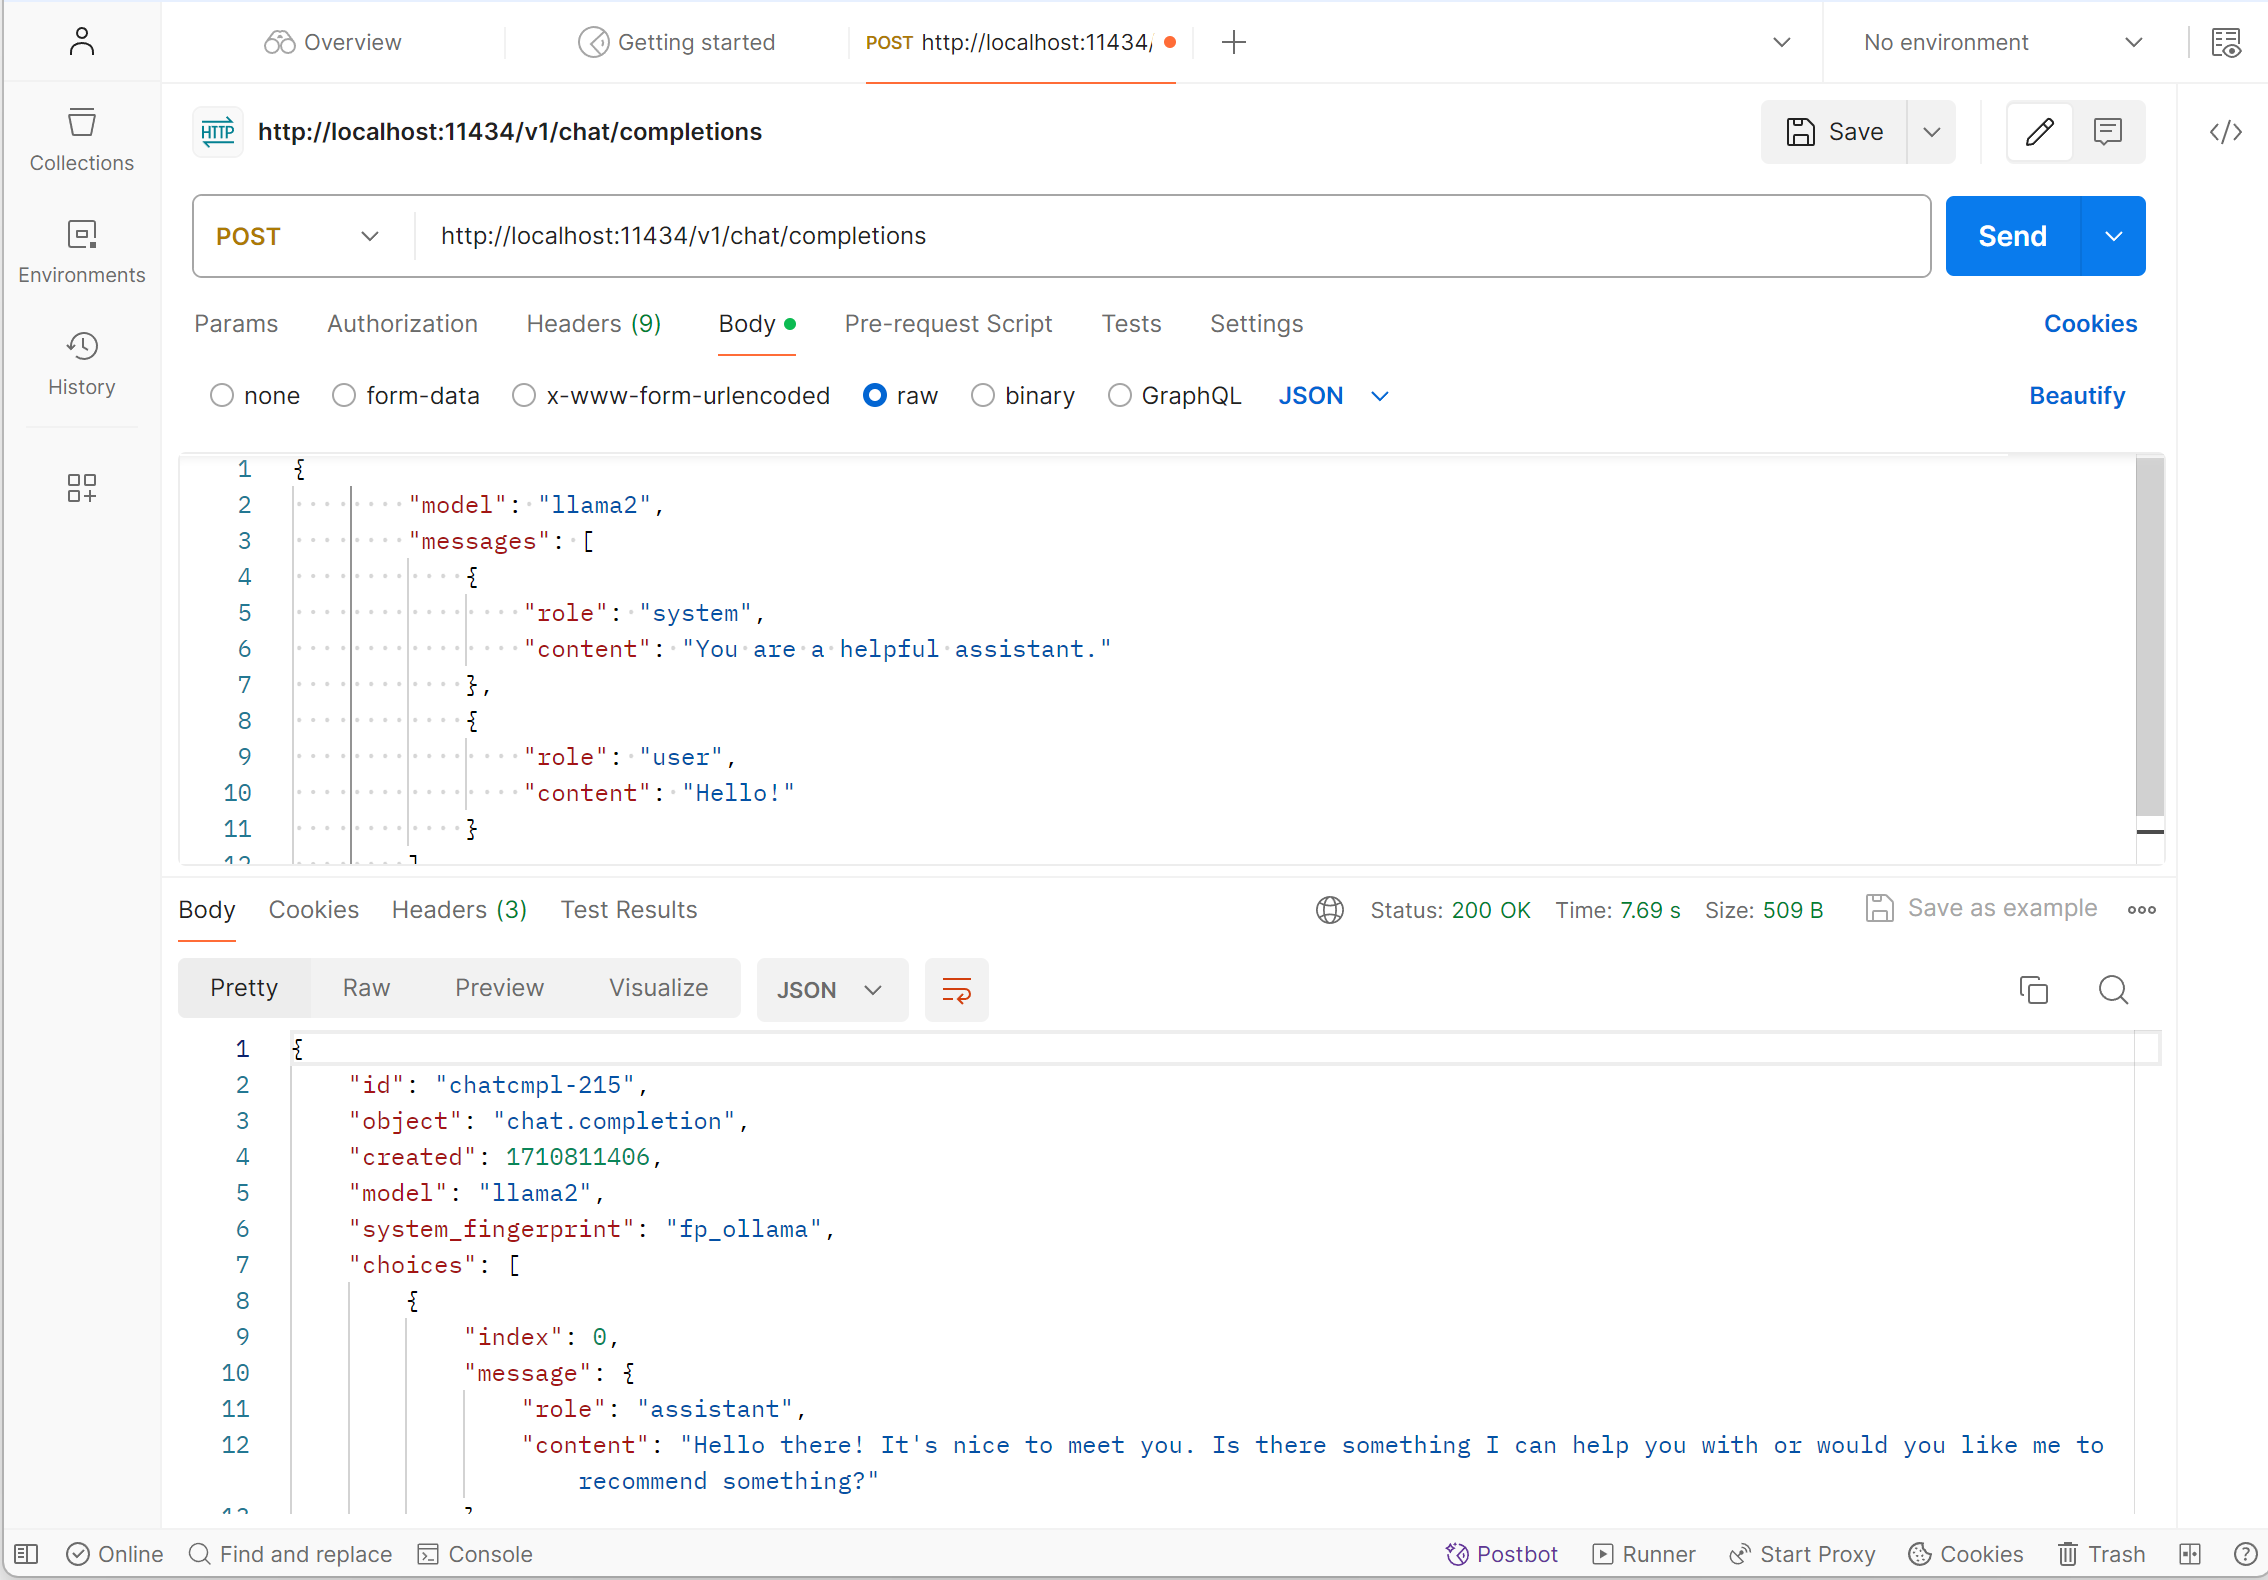 Overview
Getting started
POST http://localhost:11434/
No environment
Collections
Environments
History
HTTP
http://localhost:11434/v1/chat/completions
Save
POST
http://localhost:11434/v1/chat/completions
Send
Params Authorization Headers (9) Body Pre-request Script Tests Settings Cookies
none form-data x-www-form-urlencoded raw binary GraphQL JSON Beautify
1 {
2 "model": "llama2",
3 "messages": [
4 {
5 "role": "system",
6 "content": "You are a helpful assistant."
7 },
8 {
9 "role": "user",
10 "content": "Hello!"
11 }
12 ]
Body Cookies Headers (3) Test Results Status: 200 OK Time: 7.69 s Size: 509 B Save as example
Pretty Raw Preview Visualize JSON
1 {
2 "id": "chatcmpl-215",
3 "object": "chat.completion",
4 "created": 1710811406,
5 "model": "llama2",
6 "system_fingerprint": "fp_ollama",
7 "choices": [
8 {
9 "index": 0,
10 "message": {
11 "role": "assistant",
12 "content": "Hello there! It's nice to meet you. Is there something I can help you with or would you like me to
recommend something?"
Online Find and replace Console Postbot Runner Start Proxy Cookies Trash